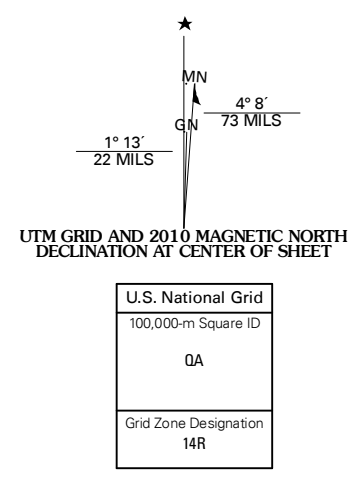 ★
MN
GN
4° 8´
73 MILS
1° 13´
22 MILS
UTM GRID AND 2010 MAGNETIC NORTH
DECLINATION AT CENTER OF SHEET
U.S. National Grid
100,000-m Square ID
QA
Grid Zone Designation
14R